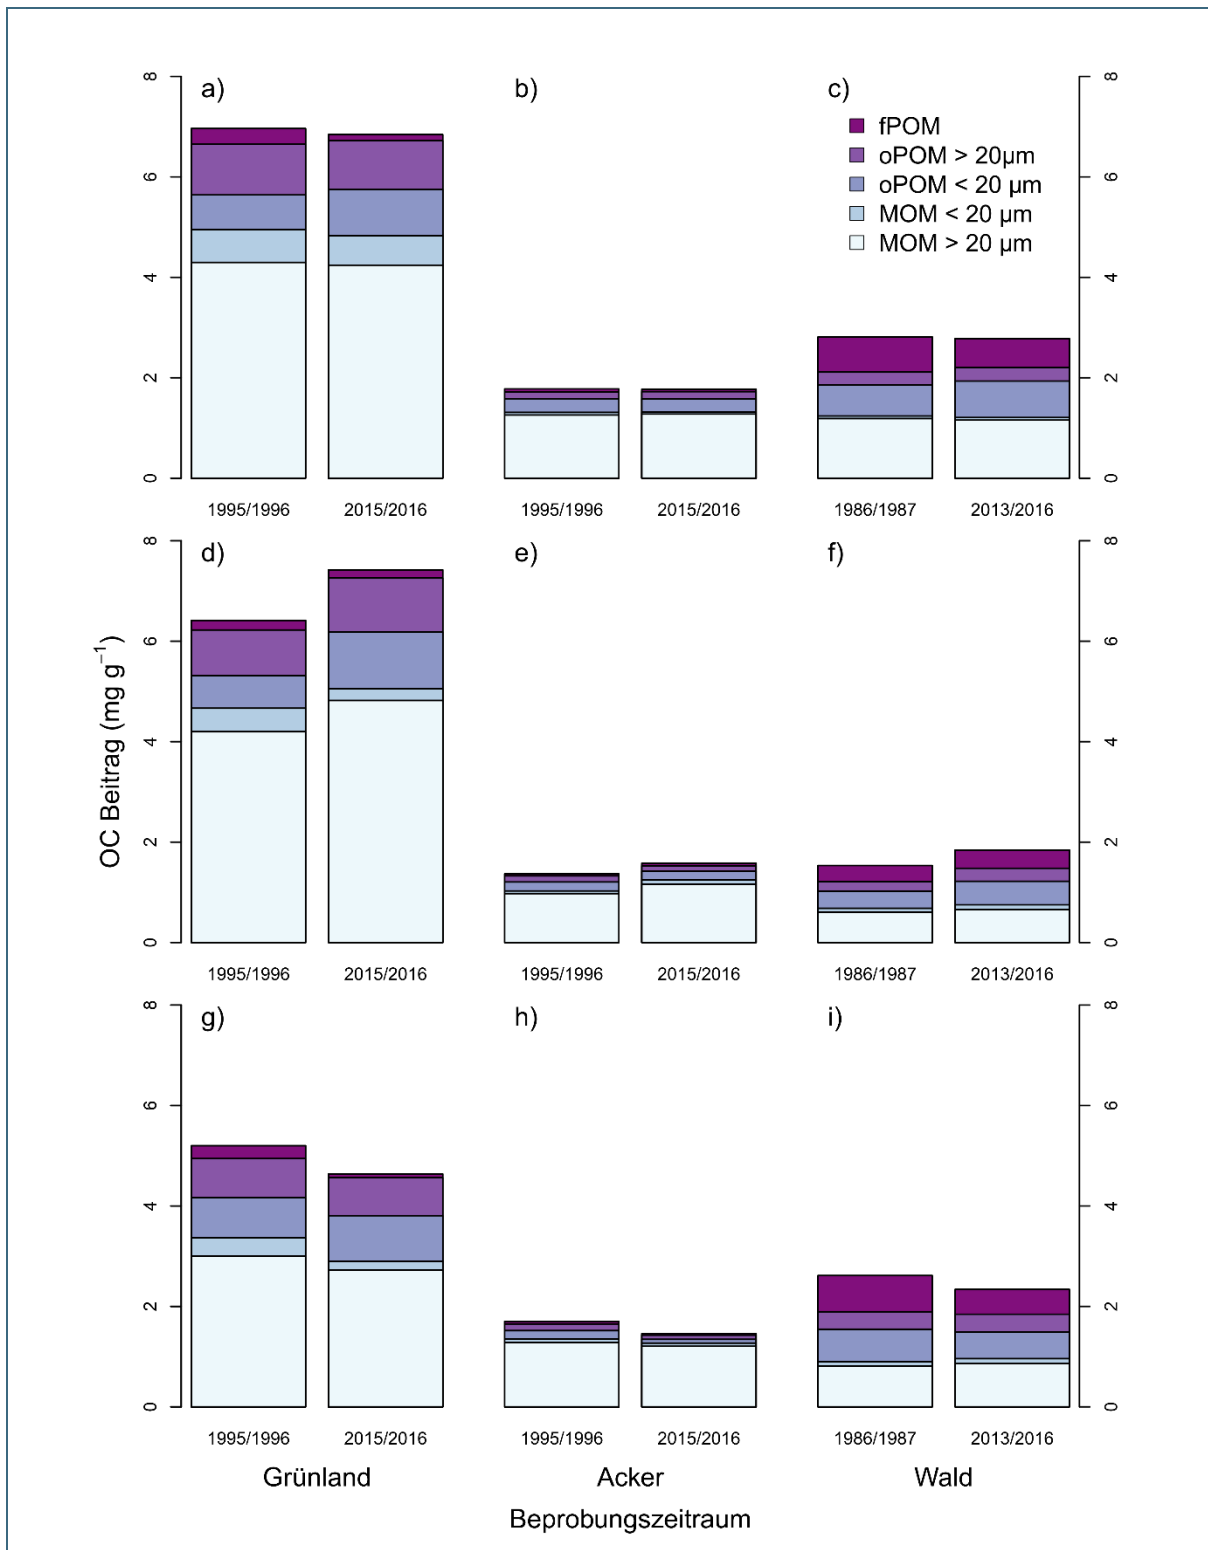 a)
b)
c)
fPOM
oPOM > 20µm
oPOM < 20 µm
MOM < 20 µm
MOM > 20 µm
0 2 4 6 8
0 2 4 6 8
1995/1996 2015/2016 1995/1996 2015/2016 1986/1987 2013/2016
d)
e)
f)
OC Beitrag (mg g⁻¹)
0 2 4 6 8
0 2 4 6 8
1995/1996 2015/2016 1995/1996 2015/2016 1986/1987 2013/2016
g)
h)
i)
0 2 4 6 8
0 2 4 6 8
1995/1996 2015/2016 1995/1996 2015/2016 1986/1987 2013/2016
Grünland Acker Wald
Beprobungszeitraum